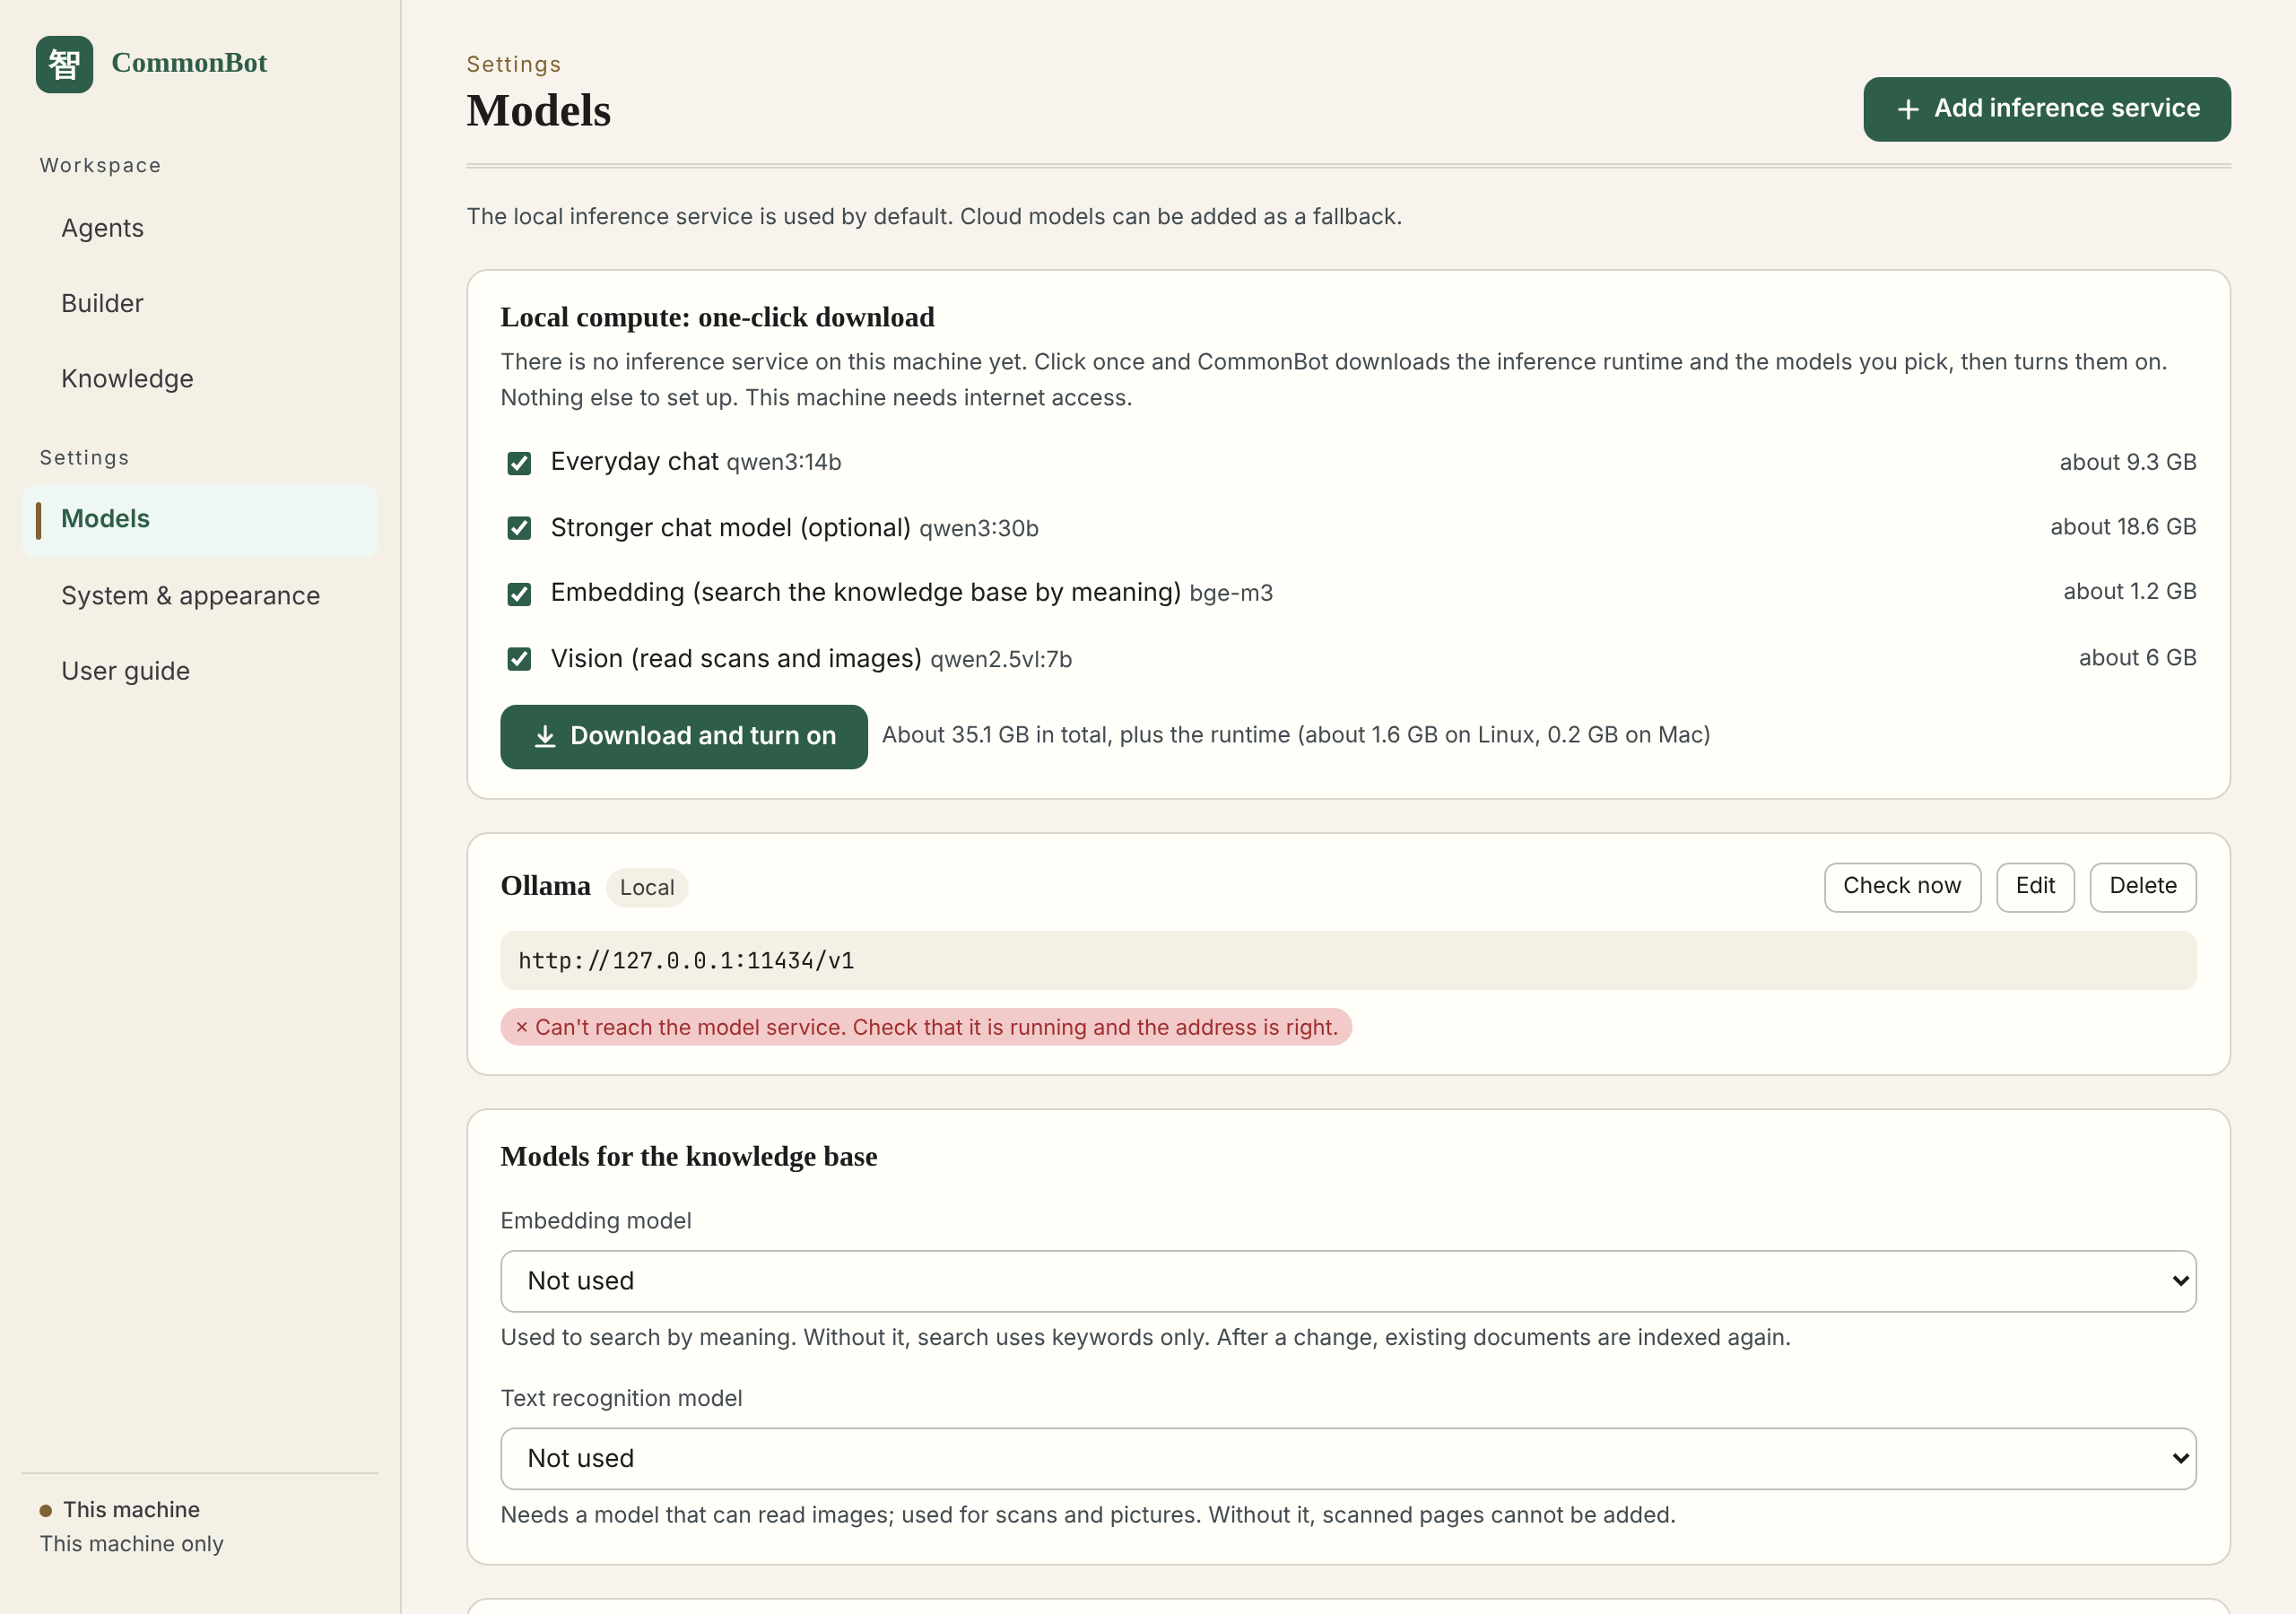 智 CommonBot
Workspace
Agents
Builder
Knowledge
Settings
Models
System & appearance
User guide
This machine
This machine only
Settings
Models
+ Add inference service
The local inference service is used by default. Cloud models can be added as a fallback.
Local compute: one-click download
There is no inference service on this machine yet. Click once and CommonBot downloads the inference runtime and the models you pick, then turns them on.
Nothing else to set up. This machine needs internet access.
Everyday chat qwen3:14b about 9.3 GB
Stronger chat model (optional) qwen3:30b about 18.6 GB
Embedding (search the knowledge base by meaning) bge-m3 about 1.2 GB
Vision (read scans and images) qwen2.5vl:7b about 6 GB
Download and turn on About 35.1 GB in total, plus the runtime (about 1.6 GB on Linux, 0.2 GB on Mac)
Ollama Local Check now Edit Delete
http://127.0.0.1:11434/v1
× Can't reach the model service. Check that it is running and the address is right.
Models for the knowledge base
Embedding model
Not used
Used to search by meaning. Without it, search uses keywords only. After a change, existing documents are indexed again.
Text recognition model
Not used
Needs a model that can read images; used for scans and pictures. Without it, scanned pages cannot be added.